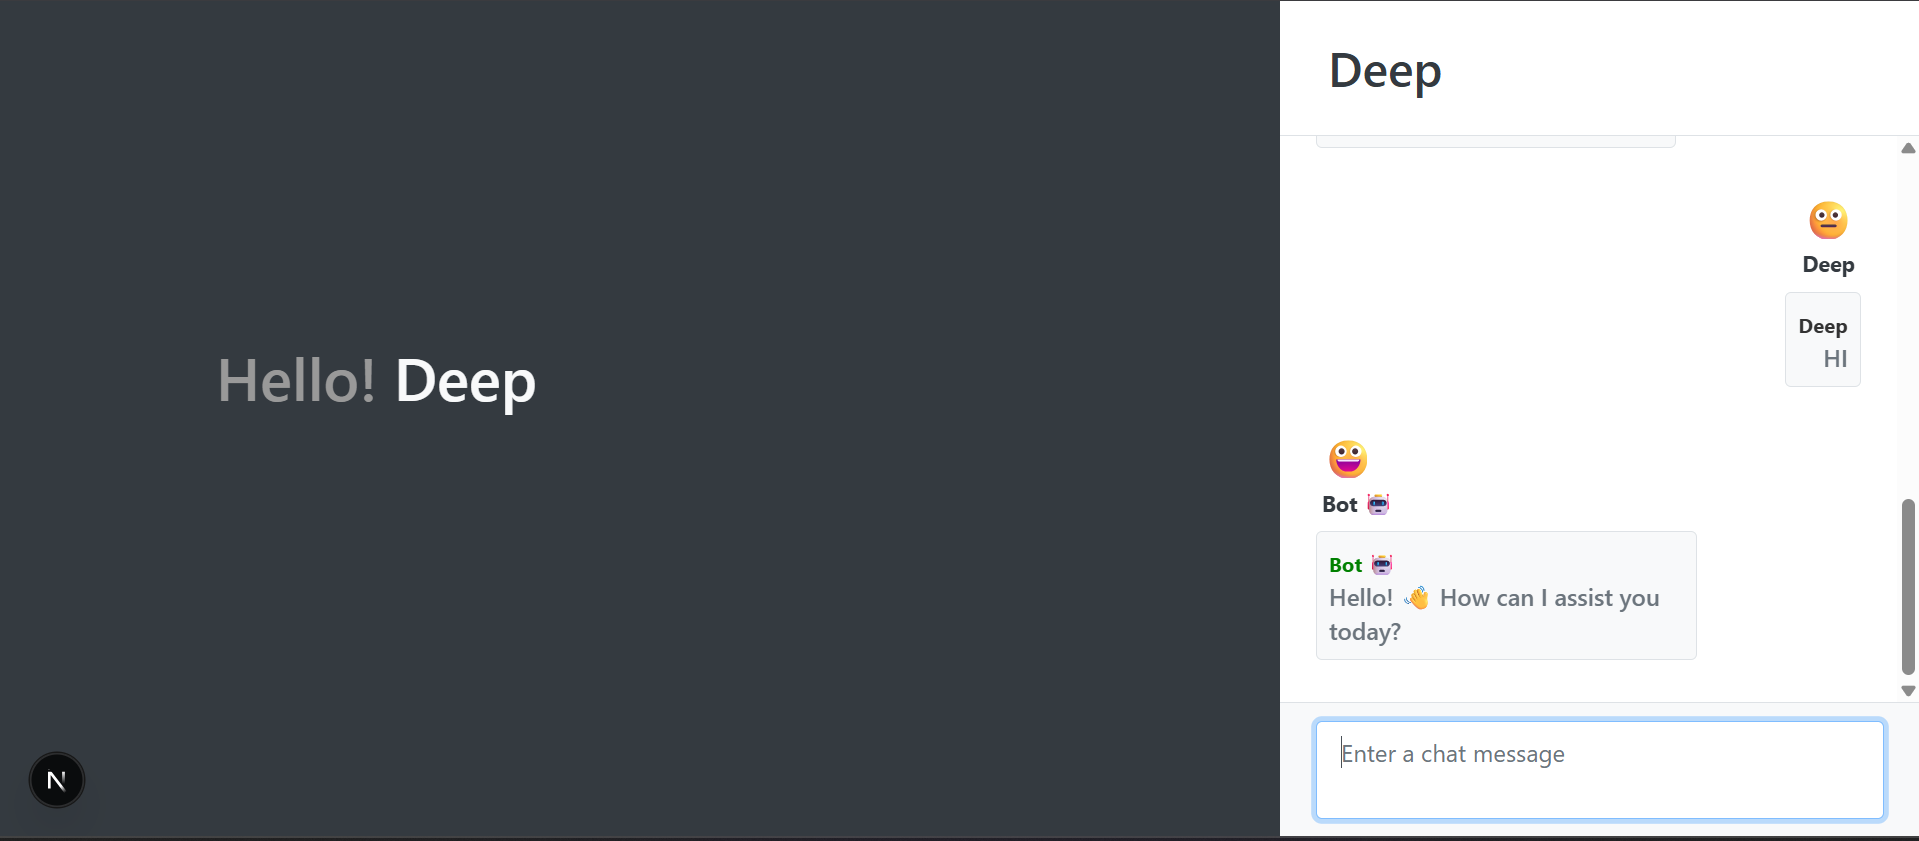 Hello! Deep
Deep
Deep
Deep
HI
Bot
Bot
Hello! 👋 How can I assist you
today?
Enter a chat message
N